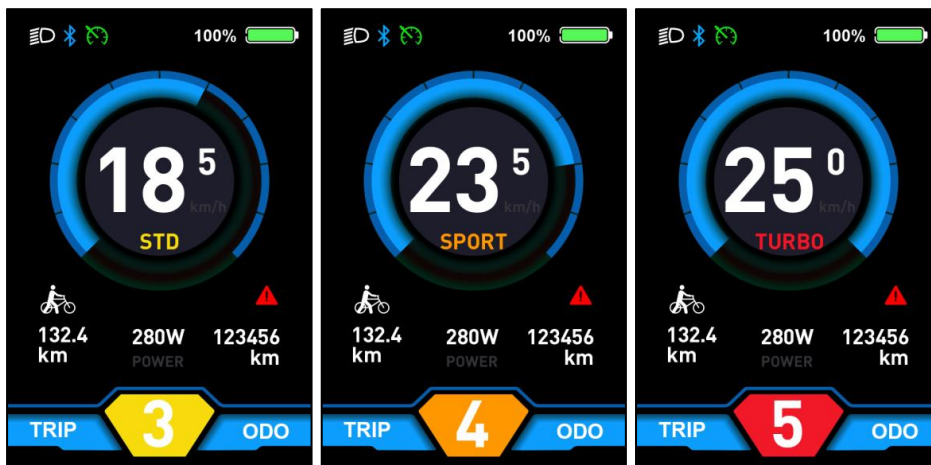 100%
18 5
km/h
STD
132.4 km
280W
POWER
123456 km
TRIP
3
ODO
100%
23 5
km/h
SPORT
132.4 km
280W
POWER
123456 km
TRIP
4
ODO
100%
25 0
km/h
TURBO
132.4 km
280W
POWER
123456 km
TRIP
5
ODO